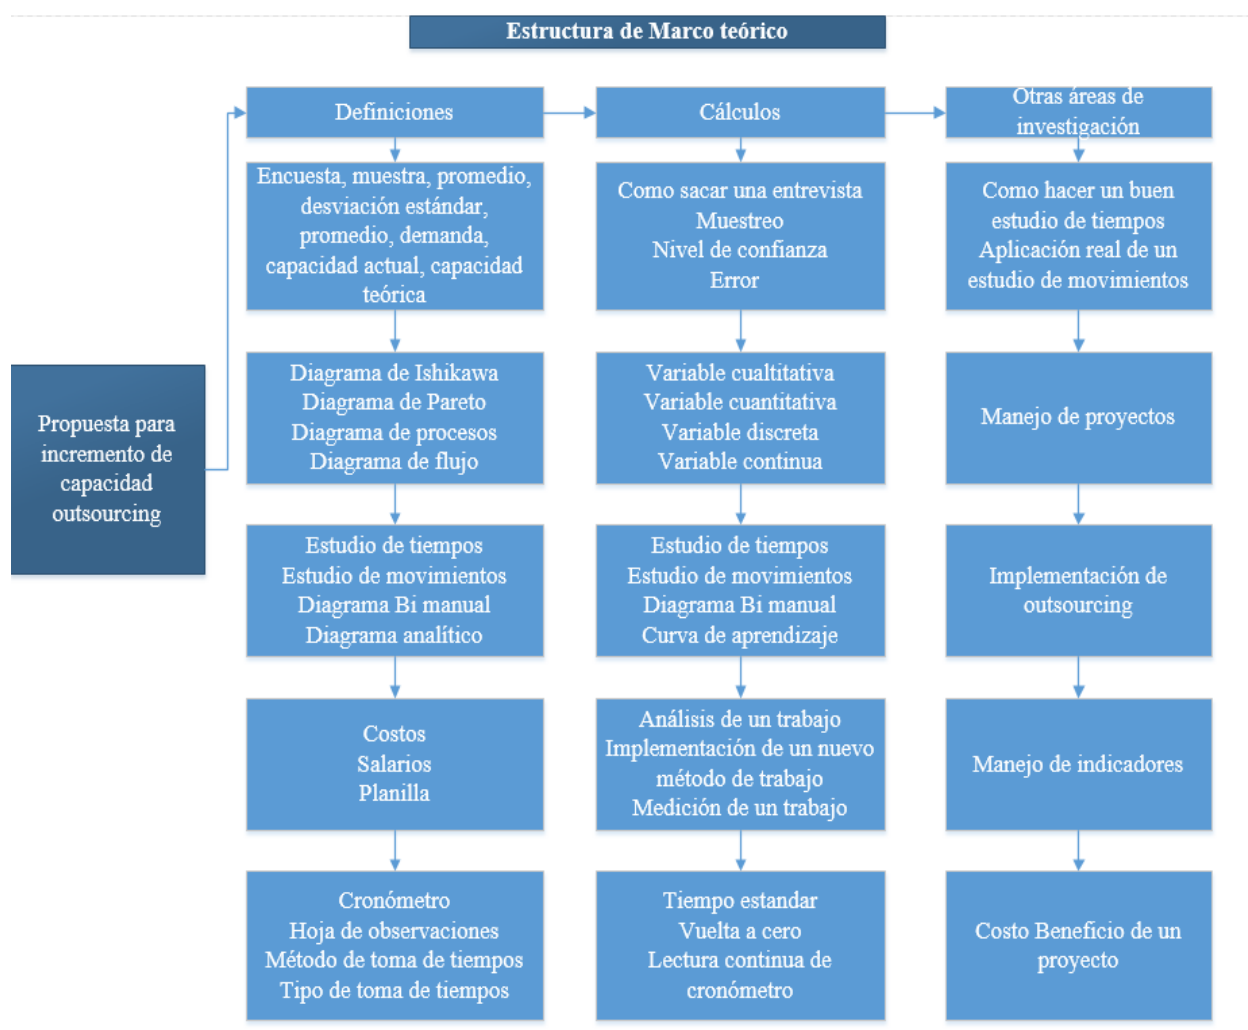 Estructura de Marco teórico
Propuesta para
incremento de
capacidad
outsourcing
Definiciones
Encuesta, muestra, promedio,
desviación estándar,
promedio, demanda,
capacidad actual, capacidad
teórica
Diagrama de Ishikawa
Diagrama de Pareto
Diagrama de procesos
Diagrama de flujo
Estudio de tiempos
Estudio de movimientos
Diagrama Bi manual
Diagrama analítico
Costos
Salarios
Planilla
Cronómetro
Hoja de observaciones
Método de toma de tiempos
Tipo de toma de tiempos
Cálculos
Como sacar una entrevista
Muestreo
Nivel de confianza
Error
Variable cualtitativa
Variable cuantitativa
Variable discreta
Variable continua
Estudio de tiempos
Estudio de movimientos
Diagrama Bi manual
Curva de aprendizaje
Análisis de un trabajo
Implementación de un nuevo
método de trabajo
Medición de un trabajo
Tiempo estandar
Vuelta a cero
Lectura continua de
cronómetro
Otras áreas de
investigación
Como hacer un buen
estudio de tiempos
Aplicación real de un
estudio de movimientos
Manejo de proyectos
Implementación de
outsourcing
Manejo de indicadores
Costo Beneficio de un
proyecto